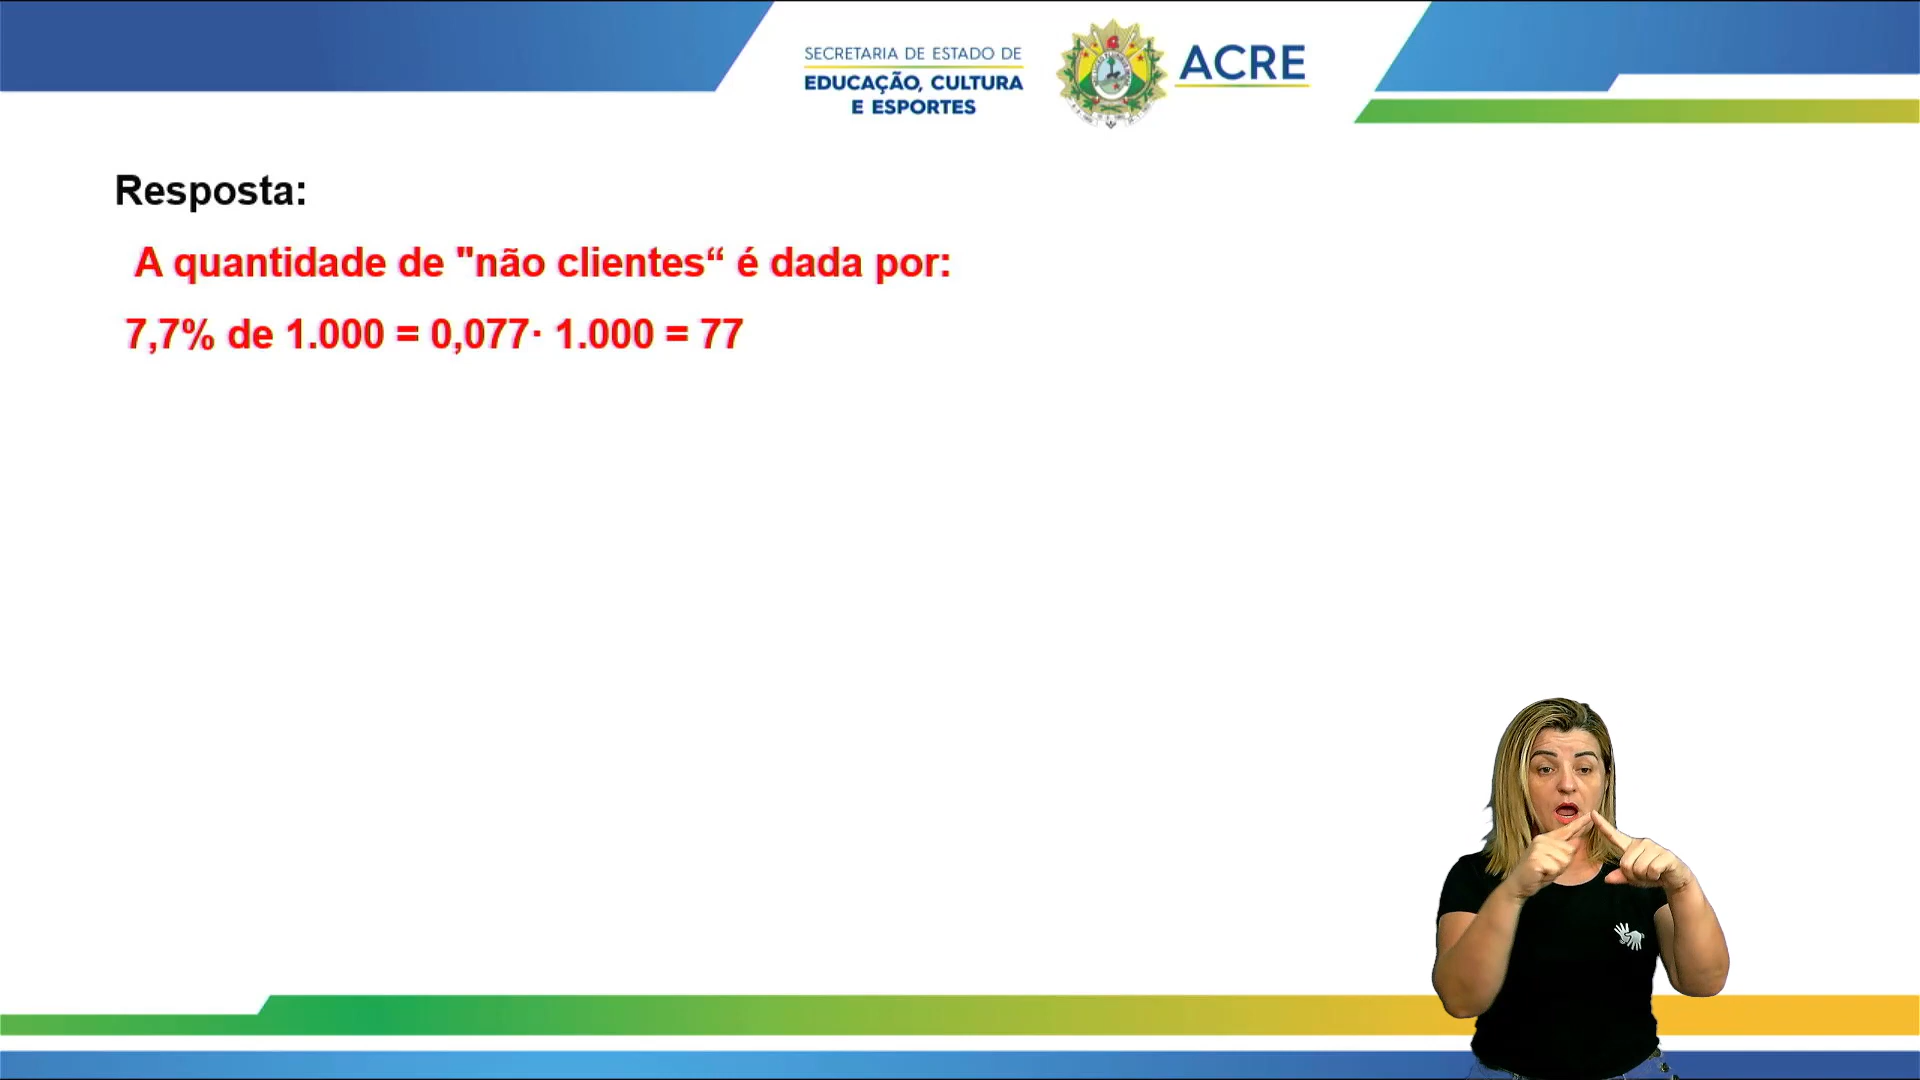 SECRETARIA DE ESTADO DE
EDUCAÇÃO, CULTURA
E ESPORTES
ACRE
Resposta:
A quantidade de "não clientes“ é dada por:
7,7% de 1.000 = 0,077· 1.000 = 77